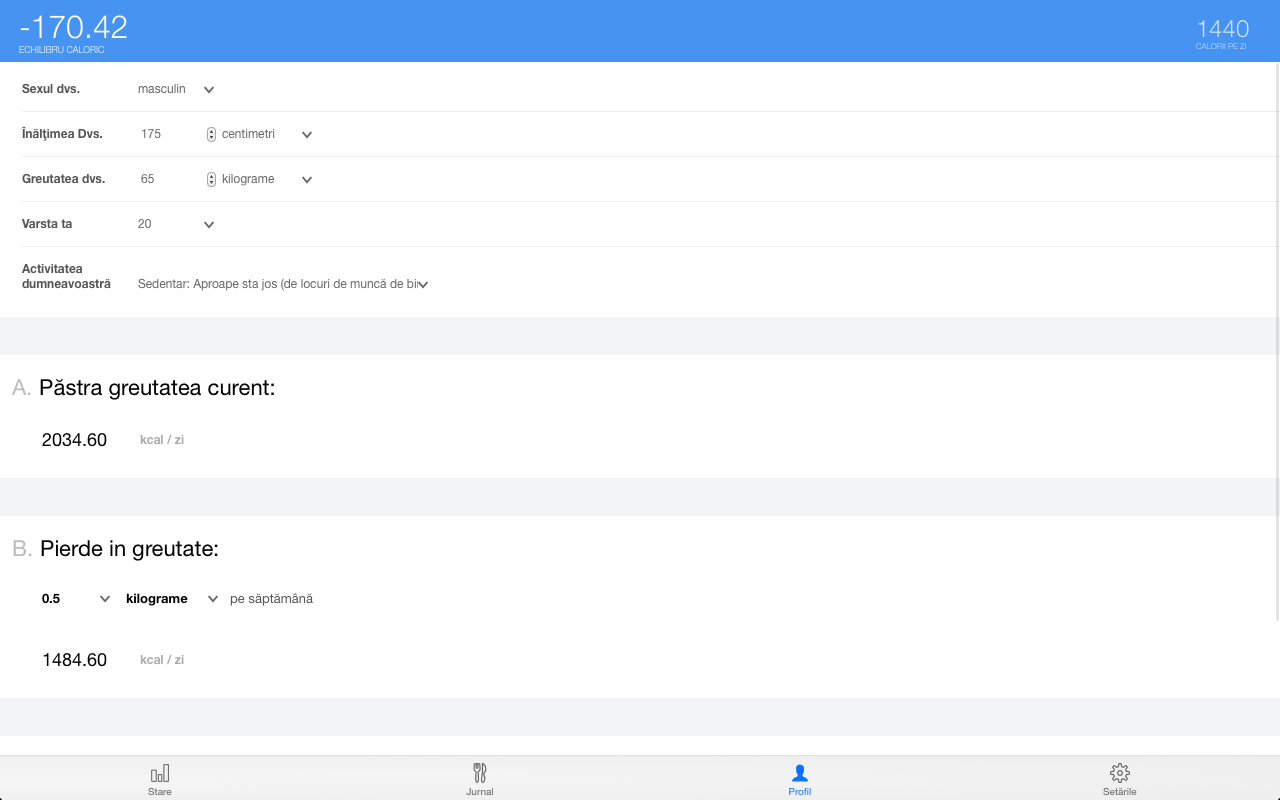 -170.42
ECHILIBRU CALORIC
1440
CALORII PE ZI
Sexul dvs. masculin
Înălţimea Dvs. 175 centimetri
Greutatea dvs. 65 kilograme
Varsta ta 20
Activitatea
dumneavoastră Sedentar: Aproape sta jos (de locuri de muncă de bi
A. Păstra greutatea curent:
2034.60 kcal / zi
B. Pierde in greutate:
0.5 kilograme pe săptămână
1484.60 kcal / zi
Stare Jurnal Profil Setările